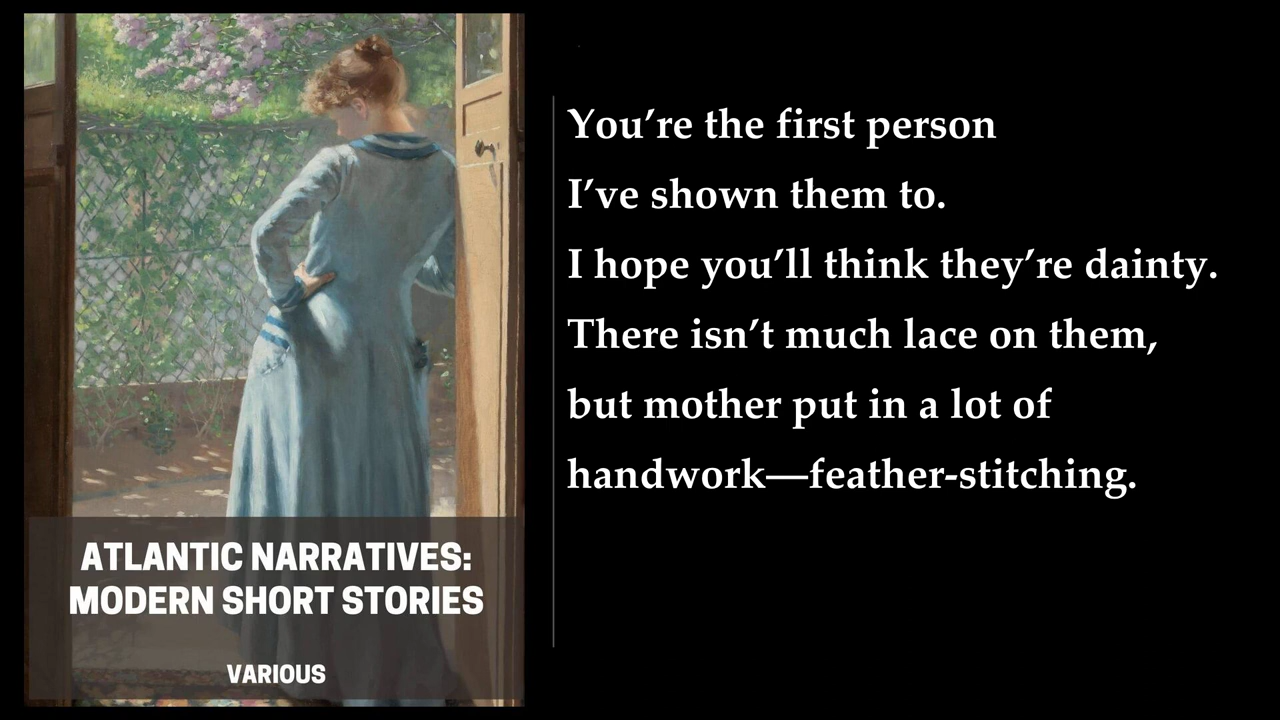 ATLANTIC NARRATIVES:
MODERN SHORT STORIES
VARIOUS
You’re the first person
I’ve shown them to.
I hope you’ll think they’re dainty.
There isn’t much lace on them,
but mother put in a lot of
handwork—feather-stitching.